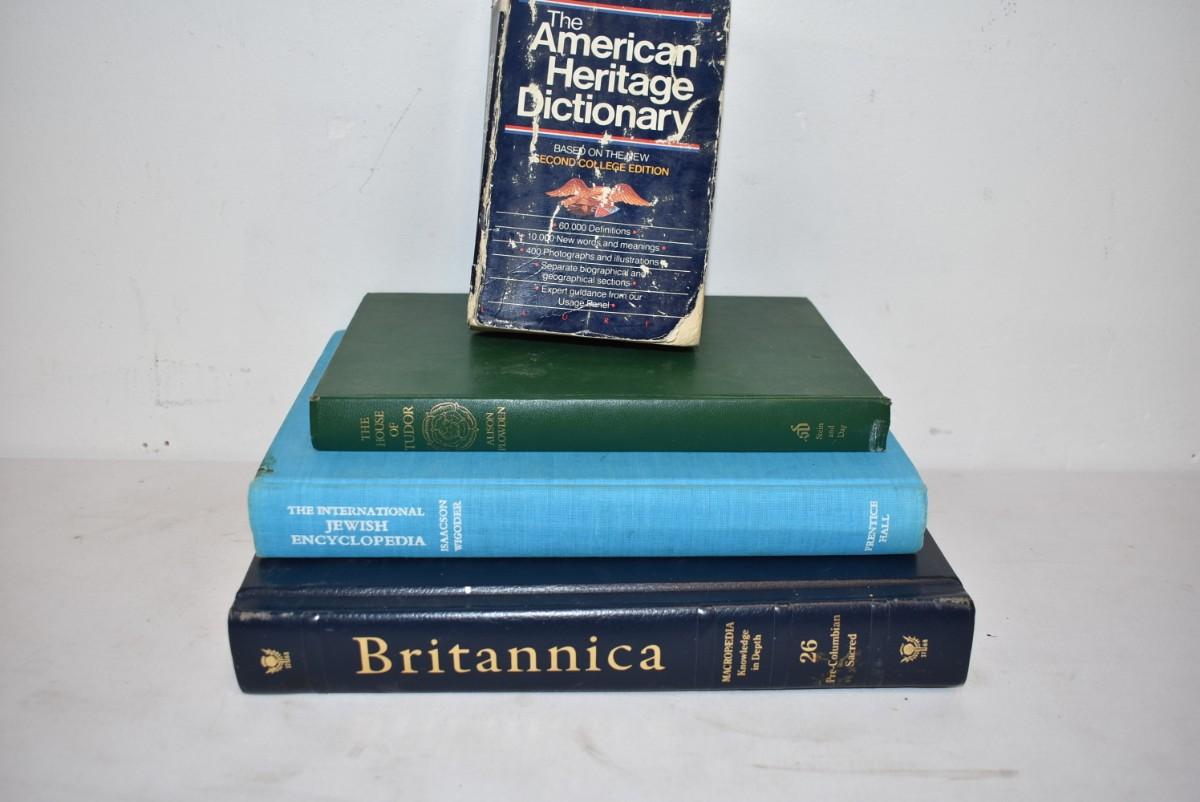 The
American
Heritage
Dictionary
BASED ON THE NEW
SECOND COLLEGE EDITION
• 60,000 Definitions •
• 10,000 New words and meanings •
• 400 Photographs and illustrations •
• Separate biographical and
geographical sections •
• Expert guidance from our
Usage Panel •
THE
HOUSE
OF
TUDOR
ALISON
PLOWDEN
Stein
and
Day
THE INTERNATIONAL
JEWISH
ENCYCLOPEDIA
ISAACSON
WIGODER
PRENTICE
HALL
Britannica
MACROPÆDIA
Knowledge
in Depth
26
Pre-Columbian
Sacred